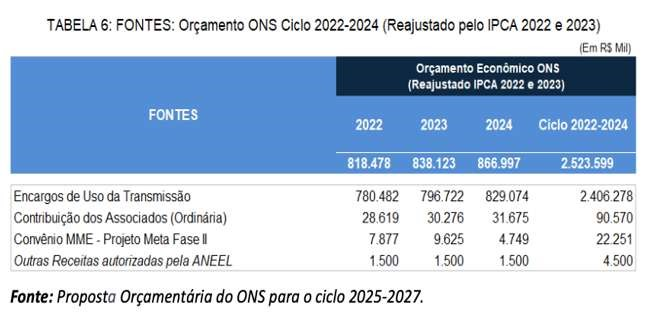 TABELA 6: FONTES: Orçamento ONS Ciclo 2022-2024 (Reajustado pelo IPCA 2022 e 2023)
(Em R$ Mil)
FONTES
Orçamento Econômico ONS
(Reajustado IPCA 2022 e 2023)
2022 2023 2024 Ciclo 2022-2024
818.478 838.123 866.997 2.523.599
Encargos de Uso da Transmissão 780.482 796.722 829.074 2.406.278
Contribuição dos Associados (Ordinária) 28.619 30.276 31.675 90.570
Convênio MME - Projeto Meta Fase II 7.877 9.625 4.749 22.251
Outras Receitas autorizadas pela ANEEL 1.500 1.500 1.500 4.500
Fonte: Proposta Orçamentária do ONS para o ciclo 2025-2027.